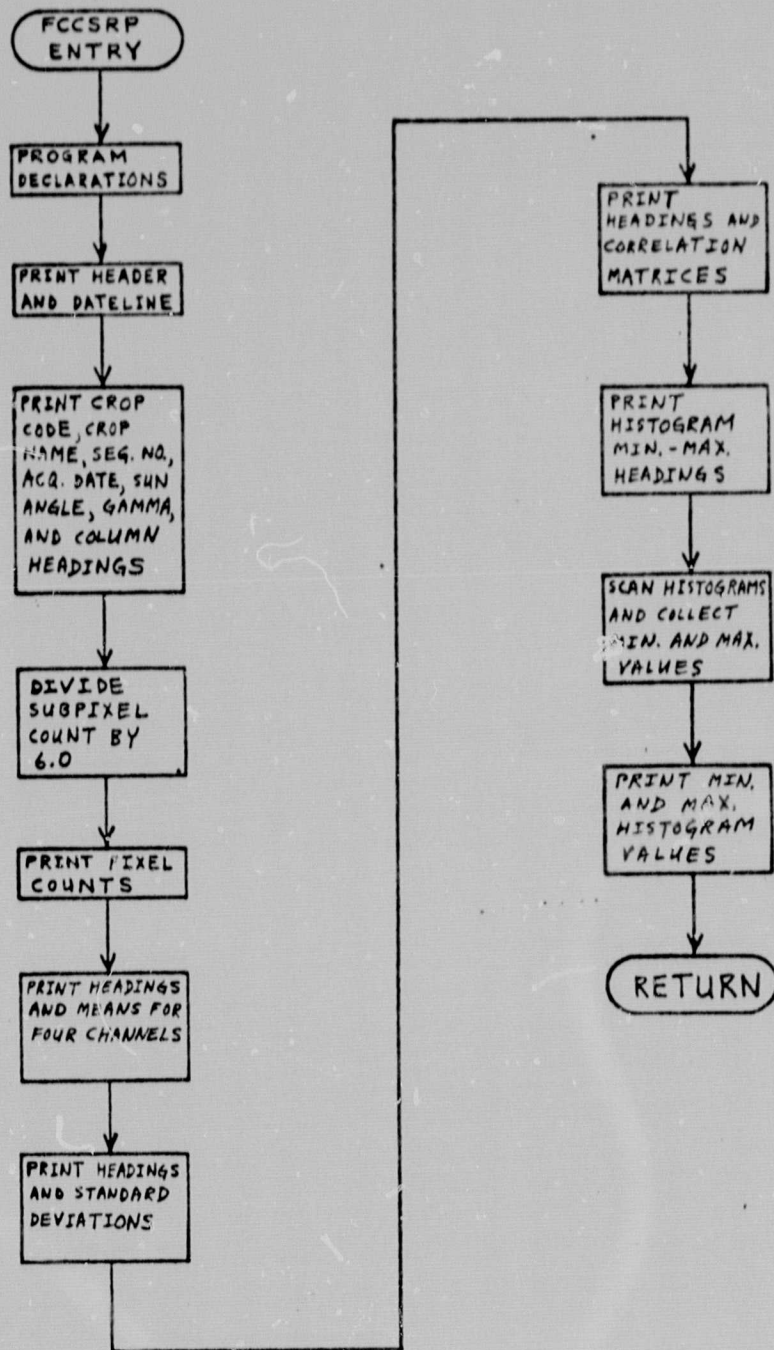 FCCSRP
ENTRY
PROGRAM
DECLARATIONS
PRINT HEADER
AND DATELINE
PRINT CROP
CODE, CROP
NAME, SEG. NO.,
ACQ. DATE, SUN
ANGLE, GAMMA,
AND COLUMN
HEADINGS
DIVIDE
SUBPIXEL
COUNT BY
6.0
PRINT PIXEL
COUNTS
PRINT HEADINGS
AND MEANS FOR
FOUR CHANNELS
PRINT HEADINGS
AND STANDARD
DEVIATIONS
PRINT
HEADINGS AND
CORRELATION
MATRICES
PRINT
HISTOGRAM
MIN.-MAX.
HEADINGS
SCAN HISTOGRAMS
AND COLLECT
MIN. AND MAX.
VALUES
PRINT MIN.
AND MAX.
HISTOGRAM
VALUES
RETURN